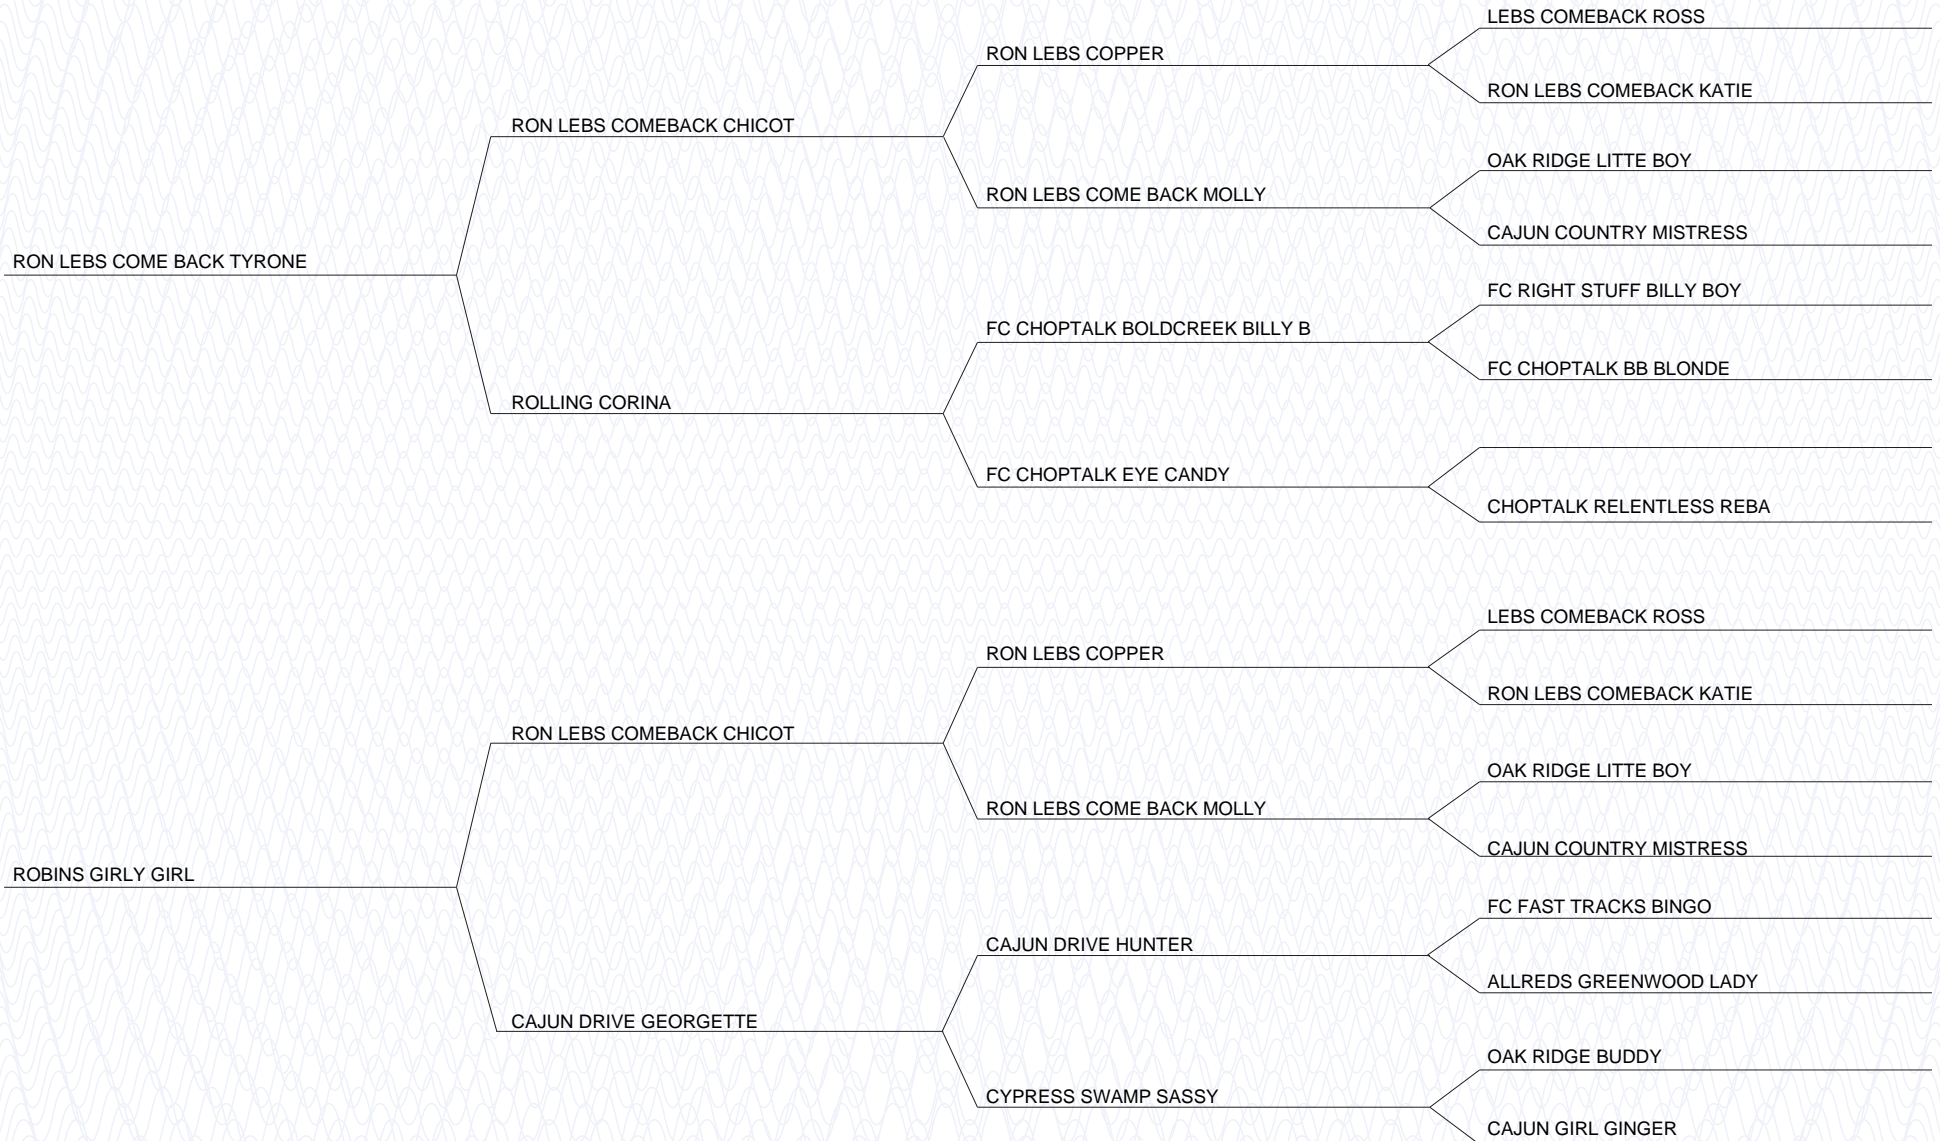 LEBS COMEBACK ROSS
RON LEBS COPPER
RON LEBS COMEBACK KATIE
RON LEBS COMEBACK CHICOT
OAK RIDGE LITTE BOY
RON LEBS COME BACK MOLLY
CAJUN COUNTRY MISTRESS
RON LEBS COME BACK TYRONE
FC RIGHT STUFF BILLY BOY
FC CHOPTALK BOLDCREEK BILLY B
FC CHOPTALK BB BLONDE
ROLLING CORINA
FC CHOPTALK EYE CANDY
CHOPTALK RELENTLESS REBA
LEBS COMEBACK ROSS
RON LEBS COPPER
RON LEBS COMEBACK KATIE
RON LEBS COMEBACK CHICOT
OAK RIDGE LITTE BOY
RON LEBS COME BACK MOLLY
CAJUN COUNTRY MISTRESS
ROBINS GIRLY GIRL
FC FAST TRACKS BINGO
CAJUN DRIVE HUNTER
ALLREDS GREENWOOD LADY
CAJUN DRIVE GEORGETTE
OAK RIDGE BUDDY
CYPRESS SWAMP SASSY
CAJUN GIRL GINGER